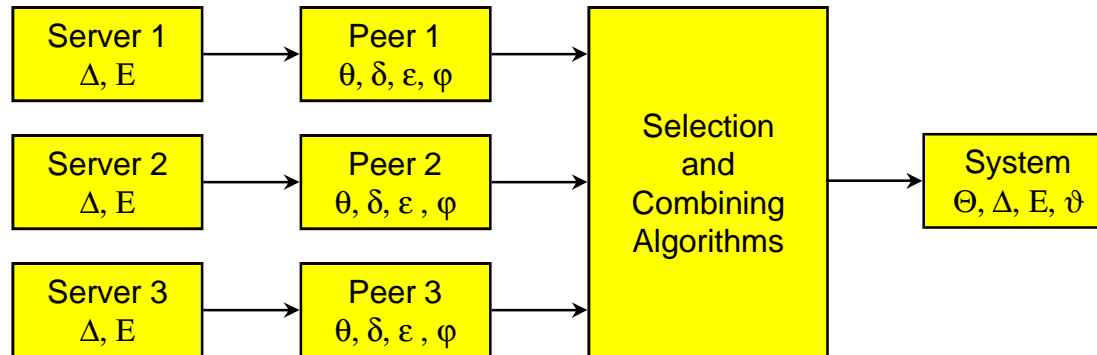 Server 1
Δ, E
Peer 1
θ, δ, ε, φ
Server 2
Δ, E
Peer 2
θ, δ, ε , φ
Server 3
Δ, E
Peer 3
θ, δ, ε , φ
Selection
and
Combining
Algorithms
System
Θ, Δ, E, ϑ